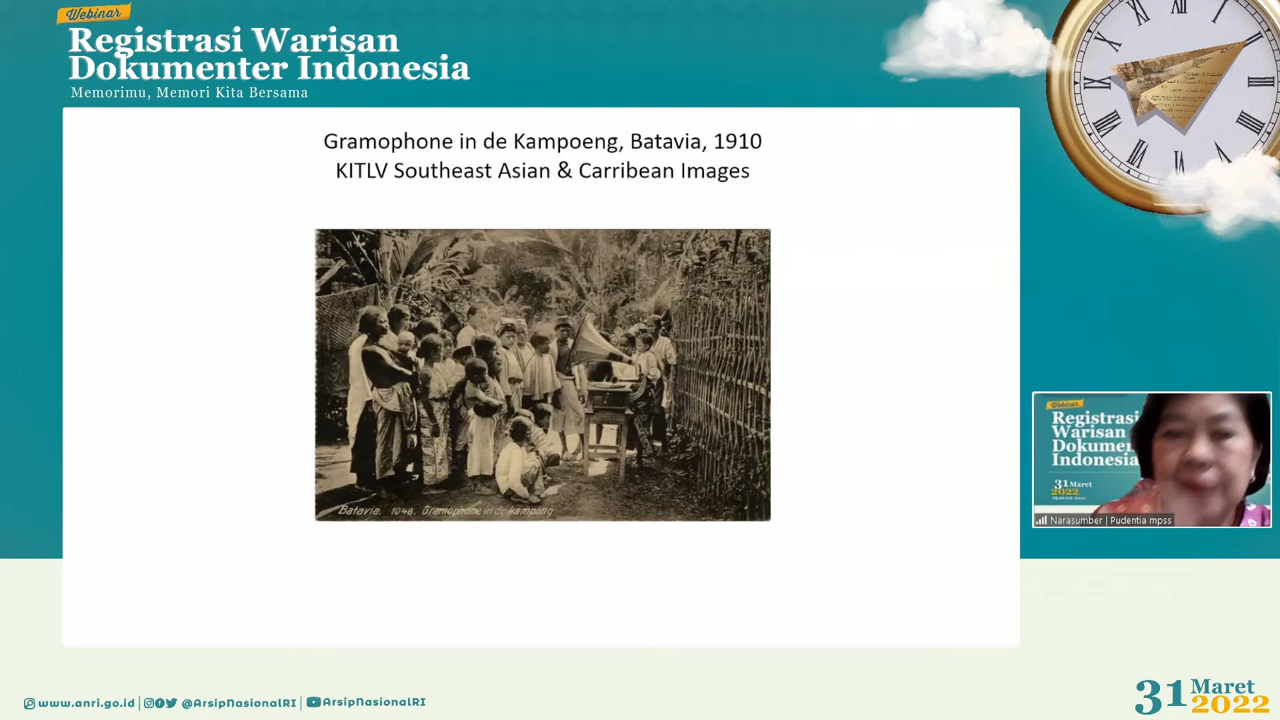 Webinar
Registrasi Warisan
Dokumenter Indonesia
Memorimu, Memori Kita Bersama
Gramophone in de Kampoeng, Batavia, 1910
KITLV Southeast Asian & Carribean Images
Batavia. 1048. Gramophone in de kampong
Webinar
Registrasi
Warisan
Dokumen
Indonesia
31 Maret
2022
Narasumber | Pudentia mpss
www.anri.go.id | @ArsipNasionalRI | ArsipNasionalRI
31 Maret
2022